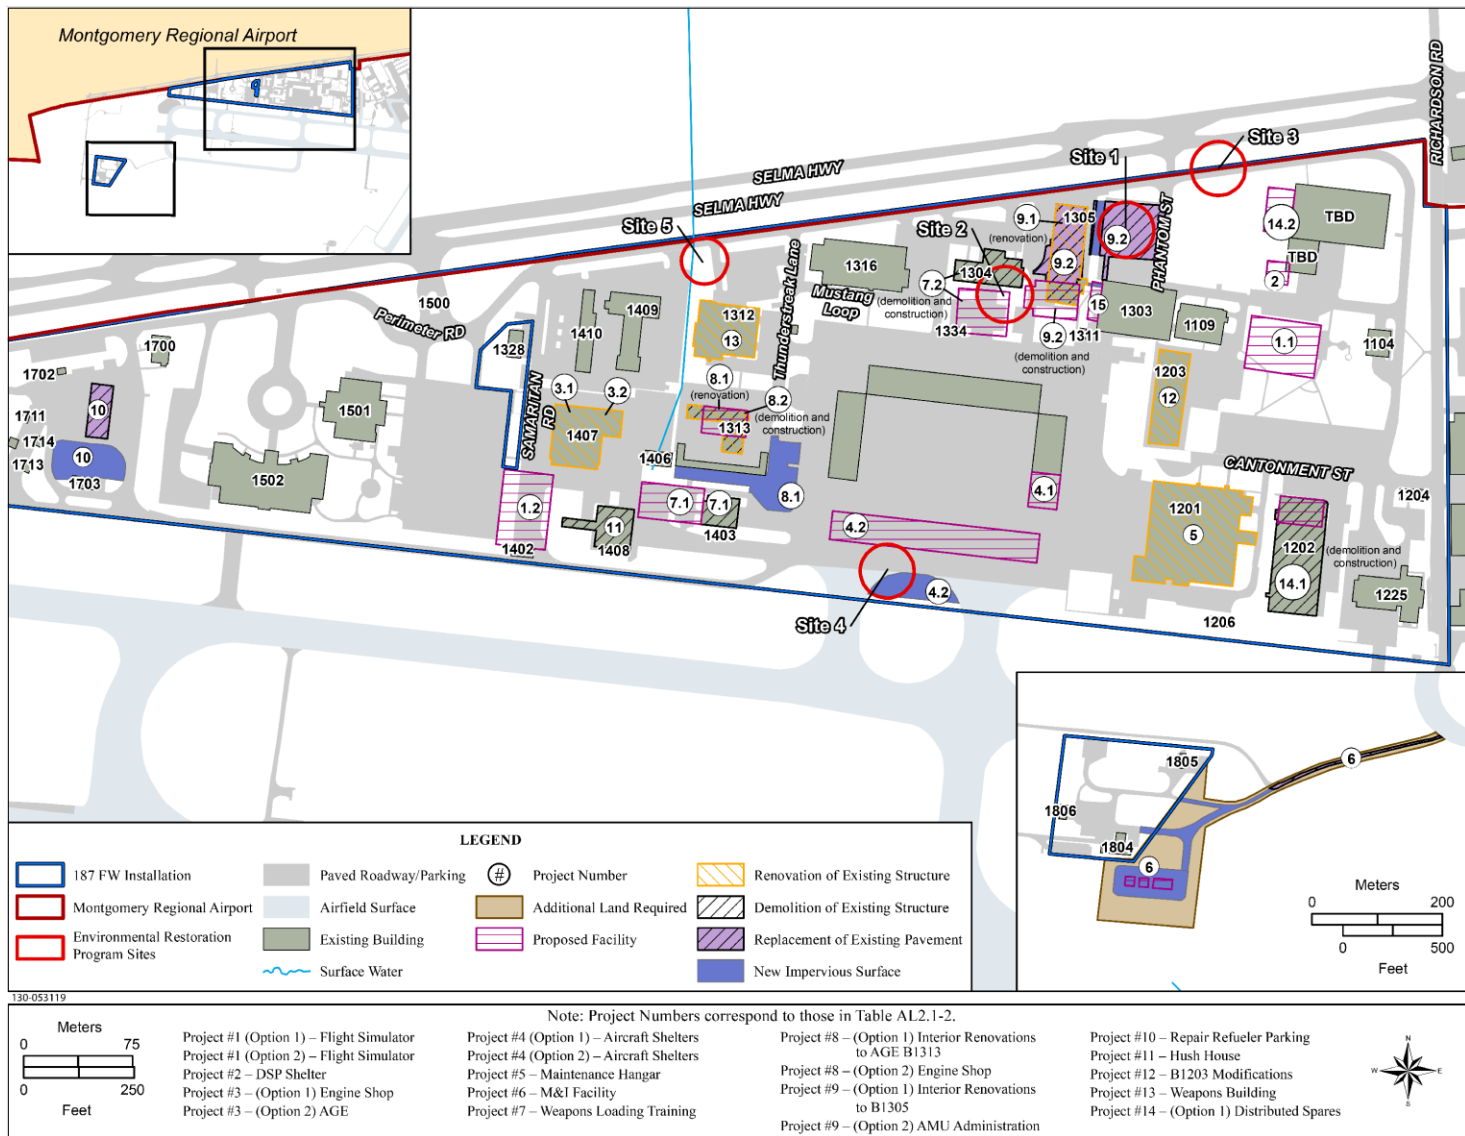 Montgomery Regional Airport
RICHARDSON RD
SELMA HWY
SELMA HWY
Site 3
Site 1
Site 5
Site 2
PHANTOM ST
9.1
1305
(renovation)
9.2
9.2
14.2
TBD
TBD
2
Thunderstreak Lane
1316
1304
7.2
(demolition and
construction)
Mustang
Loop
1334
15
1303
1109
9.2
1311
(demolition and
construction)
1.1
1104
1500
Perimeter RD
1410
1409
1312
13
1328
SAMARITAN
RD
1700
1702
1711
1714
1713
10
10
1703
1501
1502
3.1
3.2
1407
8.1
(renovation)
8.2
(demolition and
construction)
1313
1406
1203
12
CANTONMENT ST
1204
1.2
1402
11
1408
7.1
7.1
1403
8.1
4.1
4.2
4.2
Site 4
1201
5
1202
(demolition and
construction)
14.1
1225
1206
1805
1806
1804
6
6
Meters
0 200
0 500
Feet
LEGEND
187 FW Installation
Montgomery Regional Airport
Environmental Restoration
Program Sites
Paved Roadway/Parking
Airfield Surface
Existing Building
Surface Water
# Project Number
Additional Land Required
Proposed Facility
Renovation of Existing Structure
Demolition of Existing Structure
Replacement of Existing Pavement
New Impervious Surface
130-053119
Note: Project Numbers correspond to those in Table AL2.1-2.
Meters
0 75
0 250
Feet
Project #1 (Option 1) – Flight Simulator
Project #1 (Option 2) – Flight Simulator
Project #2 – DSP Shelter
Project #3 – (Option 1) Engine Shop
Project #3 – (Option 2) AGE
Project #4 (Option 1) – Aircraft Shelters
Project #4 (Option 2) – Aircraft Shelters
Project #5 – Maintenance Hangar
Project #6 – M&I Facility
Project #7 – Weapons Loading Training
Project #8 – (Option 1) Interior Renovations
to AGE B1313
Project #8 – (Option 2) Engine Shop
Project #9 – (Option 1) Interior Renovations
to B1305
Project #9 – (Option 2) AMU Administration
Project #10 – Repair Refueler Parking
Project #11 – Hush House
Project #12 – B1203 Modifications
Project #13 – Weapons Building
Project #14 – (Option 1) Distributed Spares
N
W E
S